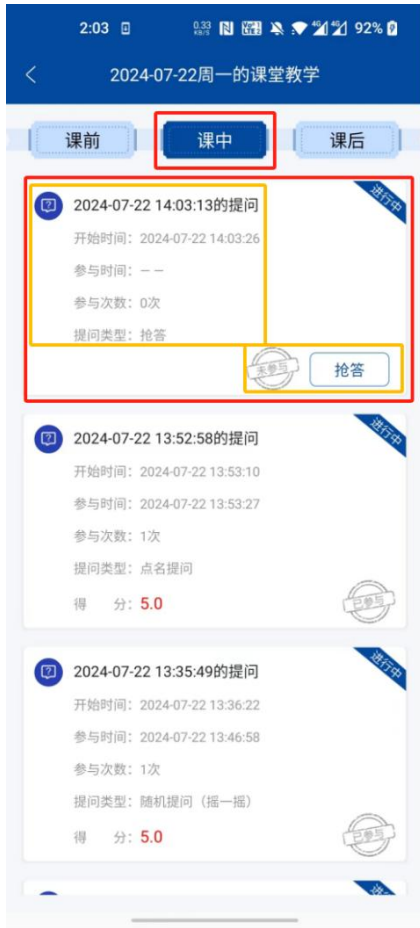 2:03
0.33
KB/S
4G
4G
92%
2024-07-22周一的课堂教学
课前
课中
课后
进行中
2024-07-22 14:03:13的提问
开始时间：2024-07-22 14:03:26
参与时间：– –
参与次数：0次
提问类型：抢答
未参与
抢答
进行中
2024-07-22 13:52:58的提问
开始时间：2024-07-22 13:53:10
参与时间：2024-07-22 13:53:27
参与次数：1次
提问类型：点名提问
得 分：5.0
已参与
进行中
2024-07-22 13:35:49的提问
开始时间：2024-07-22 13:36:22
参与时间：2024-07-22 13:46:58
参与次数：1次
提问类型：随机提问（摇一摇）
得 分：5.0
已参与